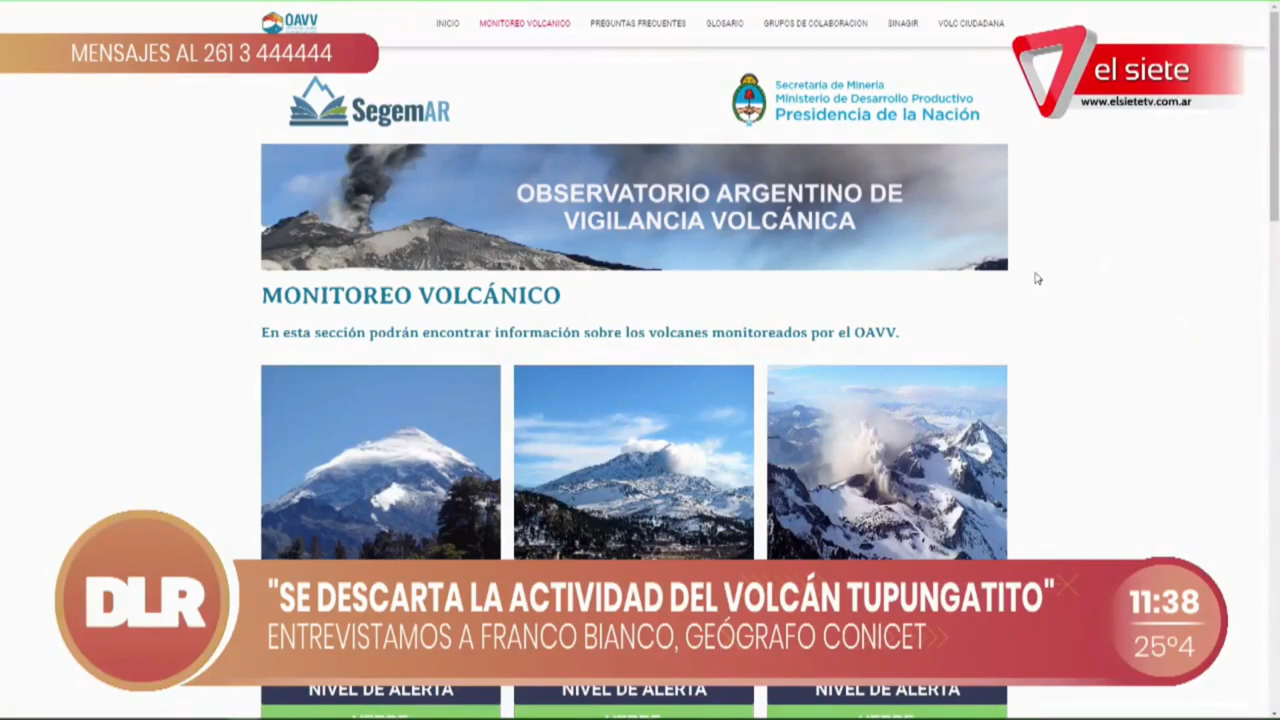 OAVV
INICIO
MONITOREO VOLCANICO
PREGUNTAS FRECUENTES
GLOSARIO
GRUPOS DE COLABORACION
SINAGIR
VOLC CIUDADANA
MENSAJES AL 261 3 444444
el siete
www.elsietetv.com.ar
SegemAR
Secretaría de Minería
Ministerio de Desarrollo Productivo
Presidencia de la Nación
OBSERVATORIO ARGENTINO DE
VIGILANCIA VOLCÁNICA
MONITOREO VOLCÁNICO
En esta sección podrán encontrar información sobre los volcanes monitoreados por el OAVV.
DLR
"SE DESCARTA LA ACTIVIDAD DEL VOLCÁN TUPUNGATITO"
ENTREVISTAMOS A FRANCO BIANCO, GEÓGRAFO CONICET
11:38
25º4
NIVEL DE ALERTA
NIVEL DE ALERTA
NIVEL DE ALERTA